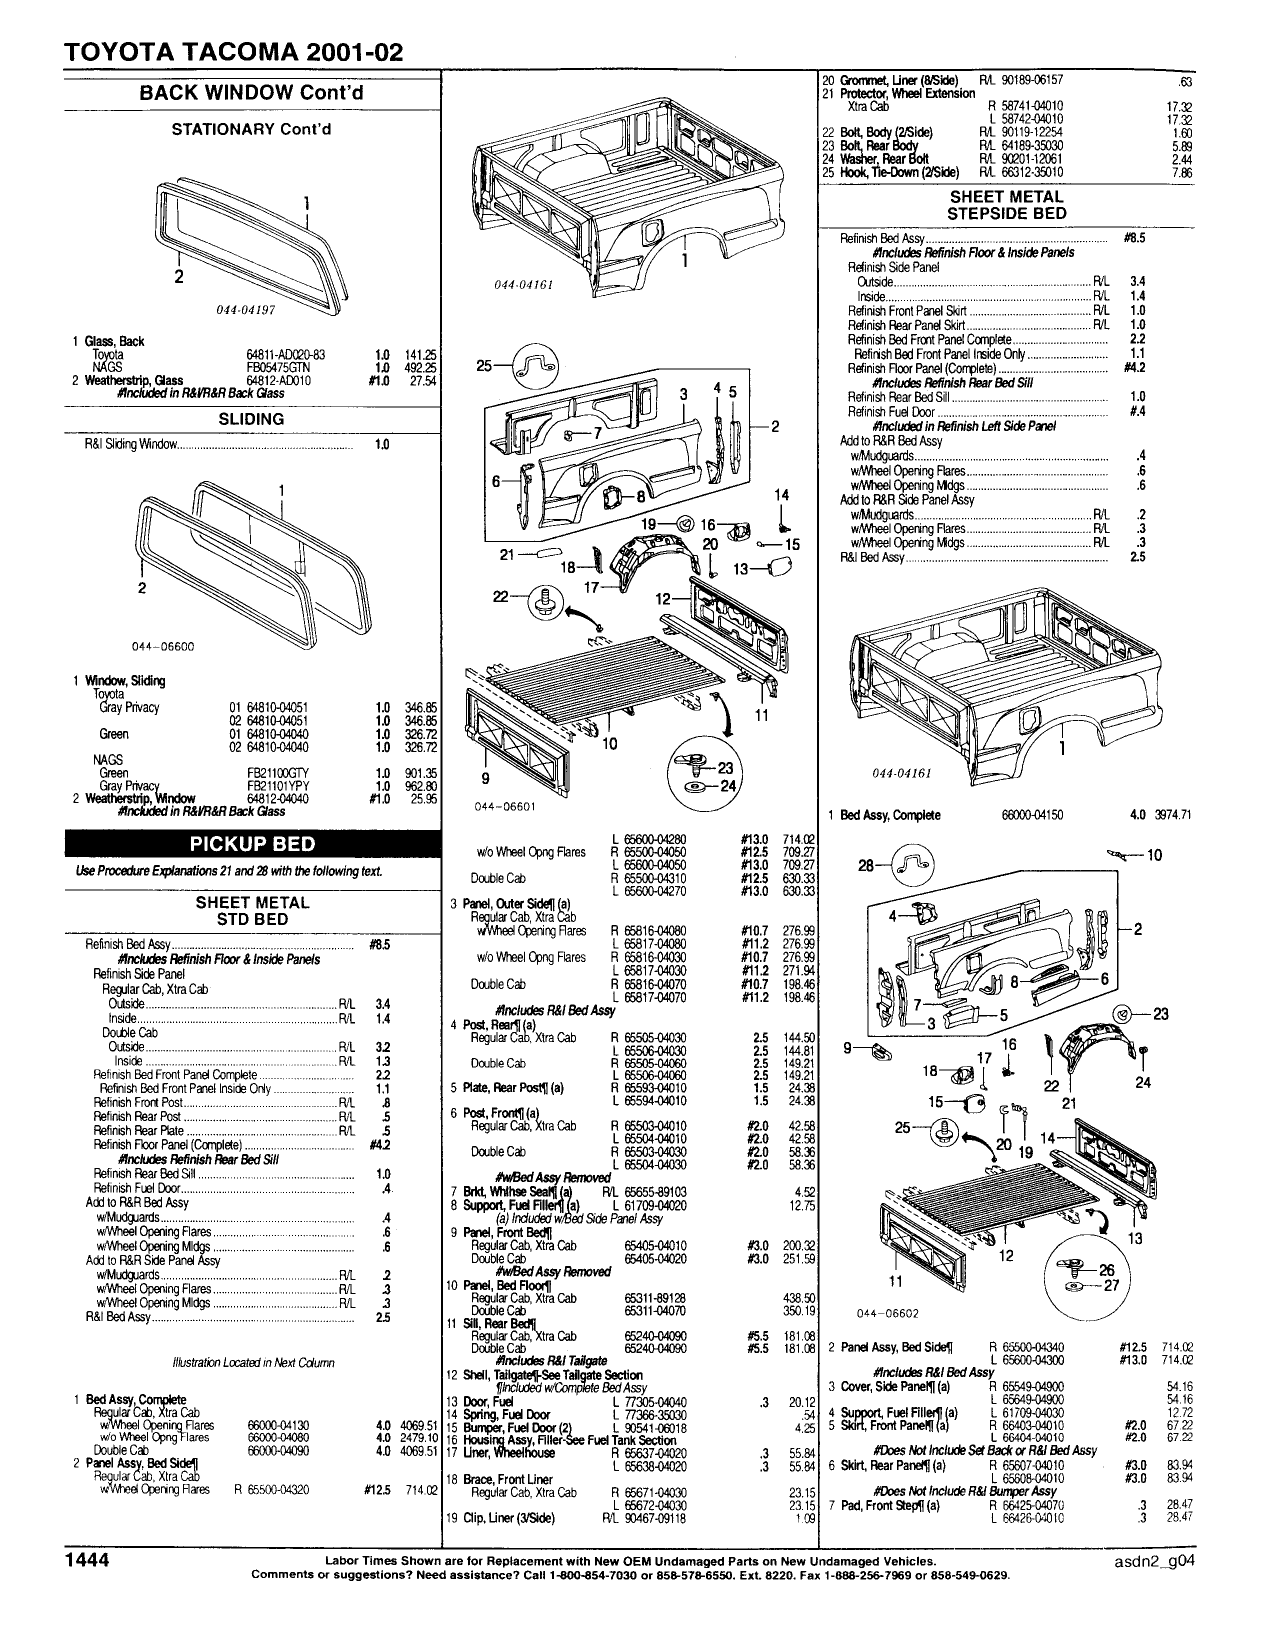 TOYOTA TACOMA 2001-02
BACK WINDOW Cont'd
STATIONARY Cont'd
1
2
044-04197
1 Glass, Back
Toyota 64811-AD020-83 1.0 141.25
NAGS FB05475GTN 1.0 492.25
2 Weatherstrip, Glass 64812-AD010 #1.0 27.54
#Included in R&I/R&R Back Glass
SLIDING
R&I Sliding Window 1.0
1
2
044-06600
1 Window, Sliding
Toyota
Gray Privacy 01 64810-04051 1.0 346.85
02 64810-04051 1.0 346.85
Green 01 64810-04040 1.0 326.72
02 64810-04040 1.0 326.72
NAGS
Green FB21100GTY 1.0 901.35
Gray Privacy FB21101YPY 1.0 962.80
2 Weatherstrip, Window 64812-04040 #1.0 25.95
#Included in R&I/R&R Back Glass
PICKUP BED
Use Procedure Explanations 21 and 28 with the following text.
SHEET METAL
STD BED
Refinish Bed Assy #8.5
#Includes Refinish Floor & Inside Panels
Refinish Side Panel
Regular Cab, Xtra Cab
Outside R/L 3.4
Inside R/L 1.4
Double Cab
Outside R/L 3.2
Inside R/L 1.3
Refinish Bed Front Panel Complete 2.2
Refinish Bed Front Panel Inside Only 1.1
Refinish Front Post R/L .8
Refinish Rear Post R/L .5
Refinish Rear Plate R/L .5
Refinish Floor Panel (Complete) #4.2
#Includes Refinish Rear Bed Sill
Refinish Rear Bed Sill 1.0
Refinish Fuel Door .4
Add to R&R Bed Assy
w/Mudguards .4
w/Wheel Opening Flares .6
w/Wheel Opening Mldgs .6
Add to R&R Side Panel Assy
w/Mudguards R/L .2
w/Wheel Opening Flares R/L .3
w/Wheel Opening Mldgs R/L .3
R&I Bed Assy 2.5
Illustration Located in Next Column
1 Bed Assy, Complete
Regular Cab, Xtra Cab
w/Wheel Opening Flares 66000-04130 4.0 4069.51
w/o Wheel Opng Flares 66000-04080 4.0 2479.10
Double Cab 66000-04090 4.0 4069.51
2 Panel Assy, Bed Side¶
Regular Cab, Xtra Cab
w/Wheel Opening Flares R 65500-04320 #12.5 714.02
1
044-04161
25
3 4 5
2
7
6
8
14
19 16
21 20 15
18 13
17
22 12
11
10
9
23
24
044-06601
L 65600-04280 #13.0 714.02
w/o Wheel Opng Flares R 65500-04050 #12.5 709.27
L 65600-04050 #13.0 709.27
Double Cab R 65500-04310 #12.5 630.33
L 65600-04270 #13.0 630.33
3 Panel, Outer Side¶ (a)
Regular Cab, Xtra Cab
w/Wheel Opening Flares R 65816-04080 #10.7 276.99
L 65817-04080 #11.2 276.99
w/o Wheel Opng Flares R 65816-04030 #10.7 276.99
L 65817-04030 #11.2 271.94
Double Cab R 65816-04070 #10.7 198.46
L 65817-04070 #11.2 198.46
#Includes R&I Bed Assy
4 Post, Rear¶ (a)
Regular Cab, Xtra Cab R 65505-04030 2.5 144.50
L 65506-04030 2.5 144.81
Double Cab R 65505-04060 2.5 149.21
L 65506-04060 2.5 149.21
5 Plate, Rear Post¶ (a) R 65593-04010 1.5 24.38
L 65594-04010 1.5 24.38
6 Post, Front¶ (a)
Regular Cab, Xtra Cab R 65503-04010 #2.0 42.58
L 65504-04010 #2.0 42.58
Double Cab R 65503-04030 #2.0 58.36
L 65504-04030 #2.0 58.36
#w/Bed Assy Removed
7 Brkt, Whlhse Seal¶ (a) R/L 65655-89103 4.52
8 Support, Fuel Filler¶ (a) L 61709-04020 12.75
(a) Included w/Bed Side Panel Assy
9 Panel, Front Bed¶
Regular Cab, Xtra Cab 65405-04010 #3.0 200.32
Double Cab 65405-04020 #3.0 251.59
#w/Bed Assy Removed
10 Panel, Bed Floor¶
Regular Cab, Xtra Cab 65311-89128 438.50
Double Cab 65311-04070 350.19
11 Sill, Rear Bed¶
Regular Cab, Xtra Cab 65240-04090 #5.5 181.08
Double Cab 65240-04090 #5.5 181.08
#Includes R&I Tailgate
12 Shell, Tailgate¶-See Tailgate Section
¶Included w/Complete Bed Assy
13 Door, Fuel L 77305-04040 .3 20.12
14 Spring, Fuel Door L 77366-35030 .54
15 Bumper, Fuel Door (2) L 90541-06018 4.25
16 Housing Assy, Filler-See Fuel Tank Section
17 Liner, Wheelhouse R 65637-04020 .3 55.84
L 65638-04020 .3 55.84
18 Brace, Front Liner
Regular Cab, Xtra Cab R 65671-04030 23.15
L 65672-04030 23.15
19 Clip, Liner (3/Side) R/L 90467-09118 1.09
20 Grommet, Liner (8/Side) R/L 90189-06157 .63
21 Protector, Wheel Extension
Xtra Cab R 58741-04010 17.32
L 58742-04010 17.32
22 Bolt, Body (2/Side) R/L 90119-12254 1.60
23 Bolt, Rear Body R/L 64189-35030 5.89
24 Washer, Rear Bolt R/L 90201-12061 2.44
25 Hook, Tie-Down (2/Side) R/L 66312-35010 7.86
SHEET METAL
STEPSIDE BED
Refinish Bed Assy #8.5
#Includes Refinish Floor & Inside Panels
Refinish Side Panel
Outside R/L 3.4
Inside R/L 1.4
Refinish Front Panel Skirt R/L 1.0
Refinish Rear Panel Skirt R/L 1.0
Refinish Bed Front Panel Complete 2.2
Refinish Bed Front Panel Inside Only 1.1
Refinish Floor Panel (Complete) #4.2
#Includes Refinish Rear Bed Sill
Refinish Rear Bed Sill 1.0
Refinish Fuel Door #.4
#Included in Refinish Left Side Panel
Add to R&R Bed Assy
w/Mudguards .4
w/Wheel Opening Flares .6
w/Wheel Opening Mldgs .6
Add to R&R Side Panel Assy
w/Mudguards R/L .2
w/Wheel Opening Flares R/L .3
w/Wheel Opening Mldgs R/L .3
R&I Bed Assy 2.5
1
044-04161
1 Bed Assy, Complete 66000-04150 4.0 3974.71
28 10
4
2
8 6
7
3 5
23
9
16
17
18
22 24
15 21
25
20 19
14
13
12
11
26
27
044-06602
2 Panel Assy, Bed Side¶ R 65500-04340 #12.5 714.02
L 65600-04300 #13.0 714.02
#Includes R&I Bed Assy
3 Cover, Side Panel¶ (a) R 65549-04900 54.16
L 65649-04900 54.16
4 Support, Fuel Filler¶ (a) L 61709-04030 12.72
5 Skirt, Front Panel¶ (a) R 66403-04010 #2.0 67.22
L 66404-04010 #2.0 67.22
#Does Not Include Set Back or R&I Bed Assy
6 Skirt, Rear Panel¶ (a) R 65607-04010 #3.0 83.94
L 65608-04010 #3.0 83.94
#Does Not Include R&I Bumper Assy
7 Pad, Front Step¶ (a) R 66425-04070 .3 28.47
L 66426-04010 .3 28.47
1444
Labor Times Shown are for Replacement with New OEM Undamaged Parts on New Undamaged Vehicles.
Comments or suggestions? Need assistance? Call 1-800-854-7030 or 858-578-6550. Ext. 8220. Fax 1-888-256-7969 or 858-549-0629.
asdn2_g04